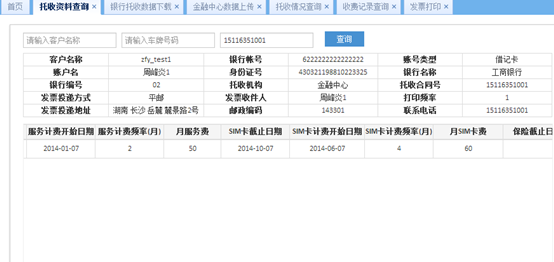 首页 托收资料查询 × 银行托收数据下载 × 金融中心数据上传 × 托收情况查询 × 收费记录查询 × 发票打印 ×
请输入客户名称 请输入车牌号码 15116351001 查询
客户名称 zfy_test1 银行帐号 6222222222222222 账号类型 借记卡
账户名 周峰炎1 身份证号 430321198810223325 银行名称 工商银行
银行编号 02 托收机构 金融中心 托收合同号 15116351001
发票投递方式 平邮 发票收件人 周峰炎1 打印频率 1
发票投递地址 湖南 长沙 岳麓 麓景路2号 邮政编码 143301 联系电话 15116351001
服务计费开始日期 服务计费频率(月) 月服务费 SIM卡截止日期 SIM卡计费开始日期 SIM卡计费频率(月) 月SIM卡费 保险截止日
2014-01-07 2 50 2014-10-07 2014-06-07 4 60